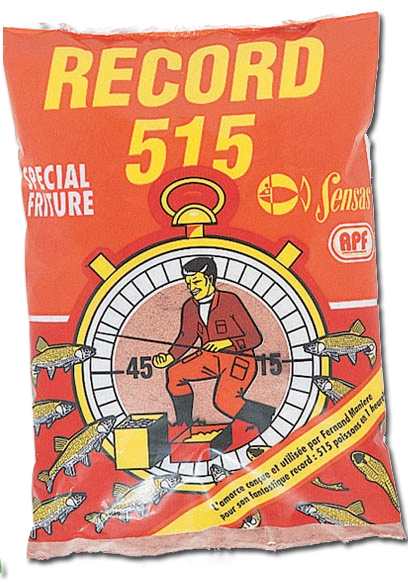 RECORD
515
SPECIAL
FRITURE
Sensas
APF
45
15
L'amorce conçue et utilisée par Fernand Maniere
pour son fantastique record : 515 poissons et 1 heure